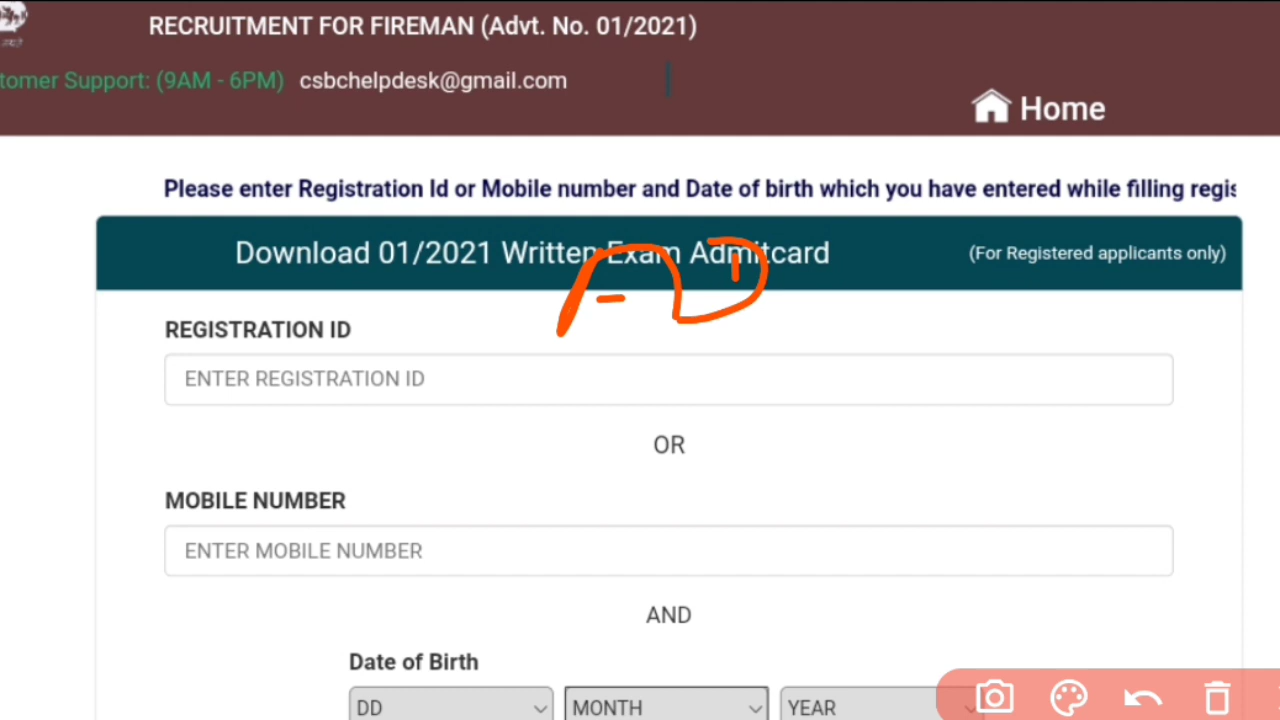 RECRUITMENT FOR FIREMAN (Advt. No. 01/2021)
tomer Support: (9AM - 6PM) csbchelpdesk@gmail.com
Home
Please enter Registration Id or Mobile number and Date of birth which you have entered while filling regis
Download 01/2021 Written Exam Admitcard (For Registered applicants only)
REGISTRATION ID
ENTER REGISTRATION ID
OR
MOBILE NUMBER
ENTER MOBILE NUMBER
AND
Date of Birth
DD MONTH YEAR